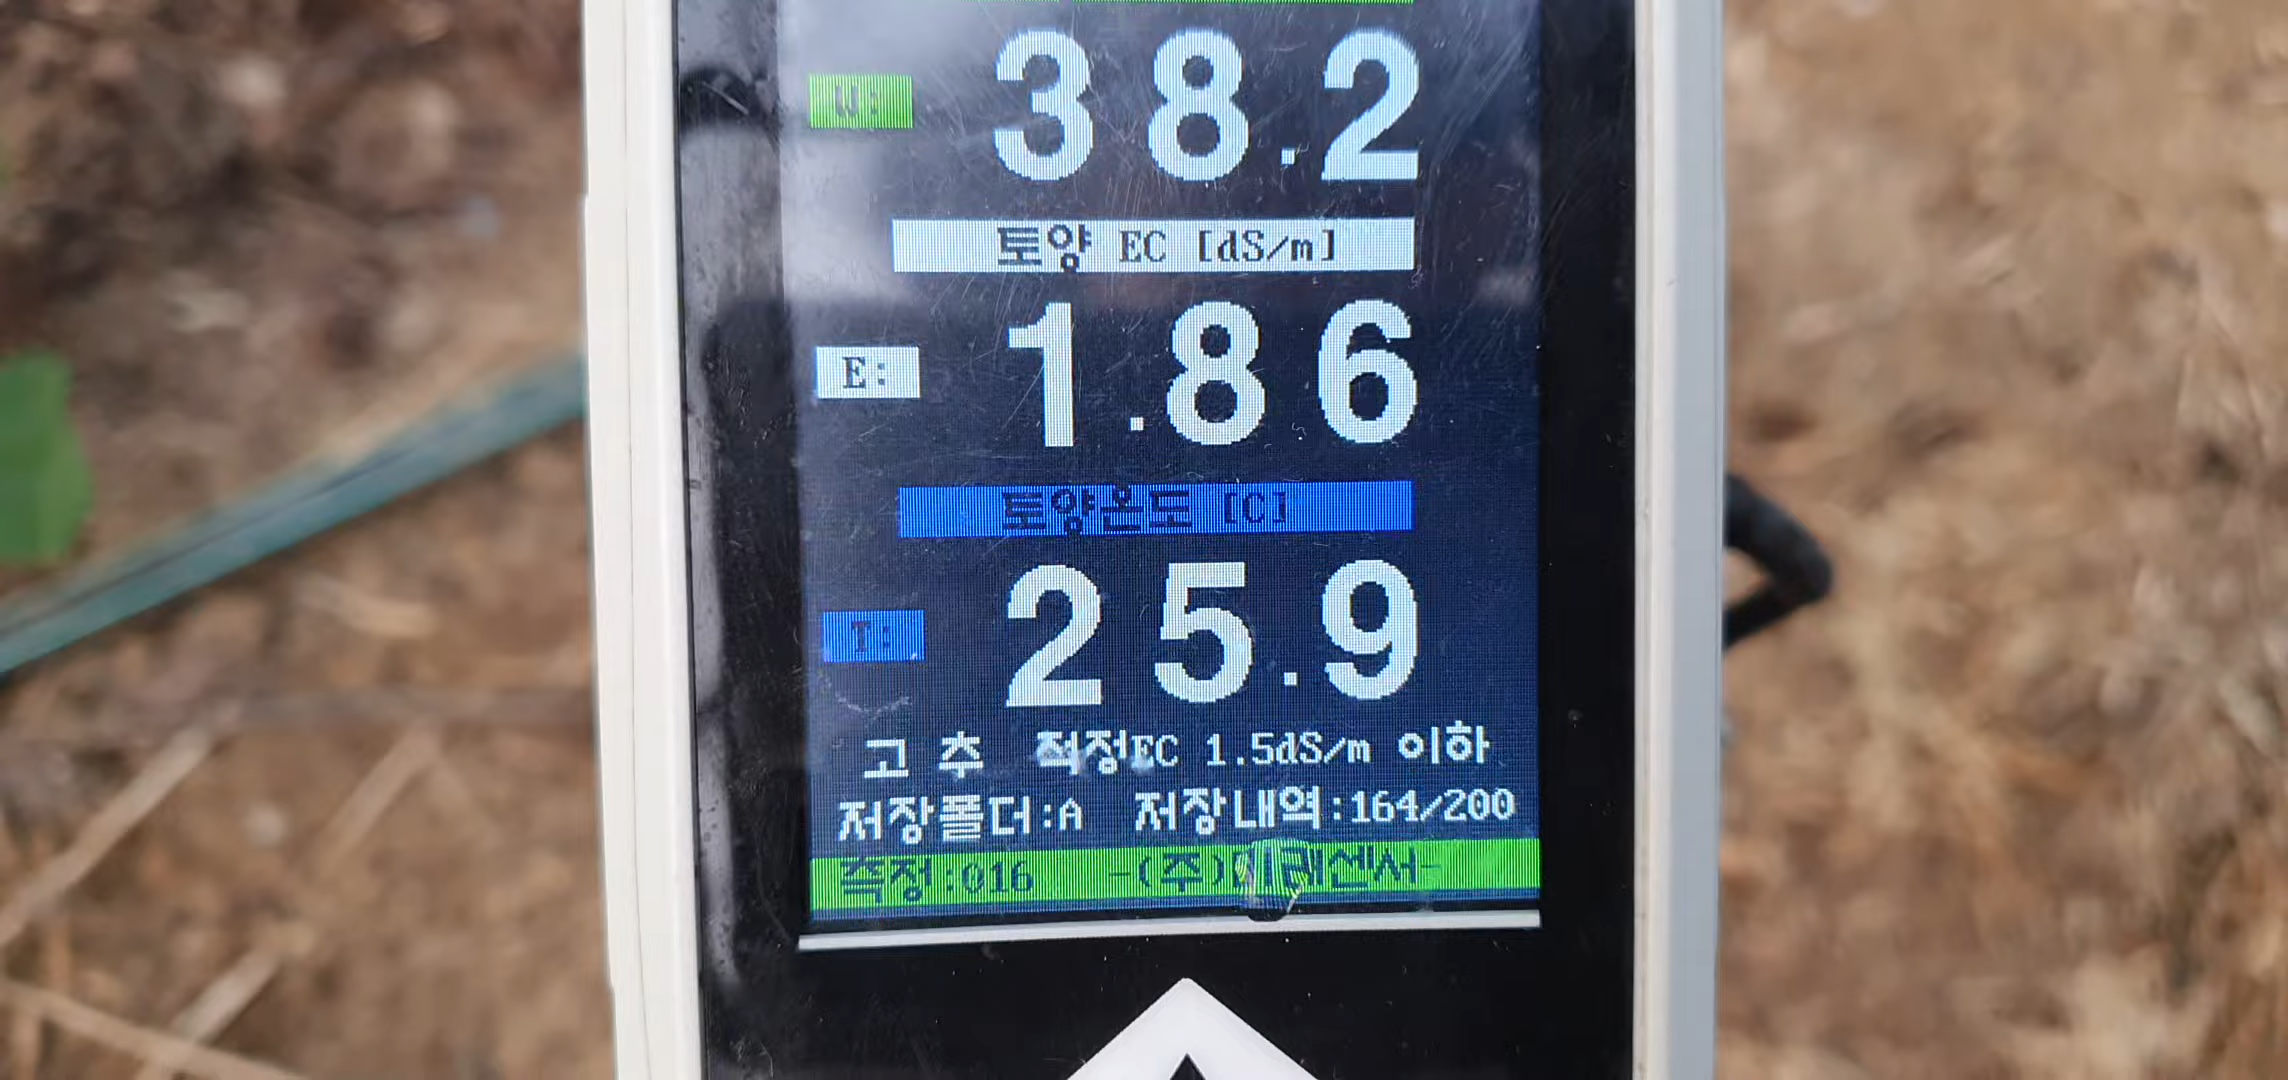 W: 38.2
토양 EC [dS/m]
E: 1.86
토양온도 [C]
T: 25.9
고 추 적정EC 1.5dS/m 이하
저장폴더:A 저장내역:164/200
측정:016 -(주)미래센서-